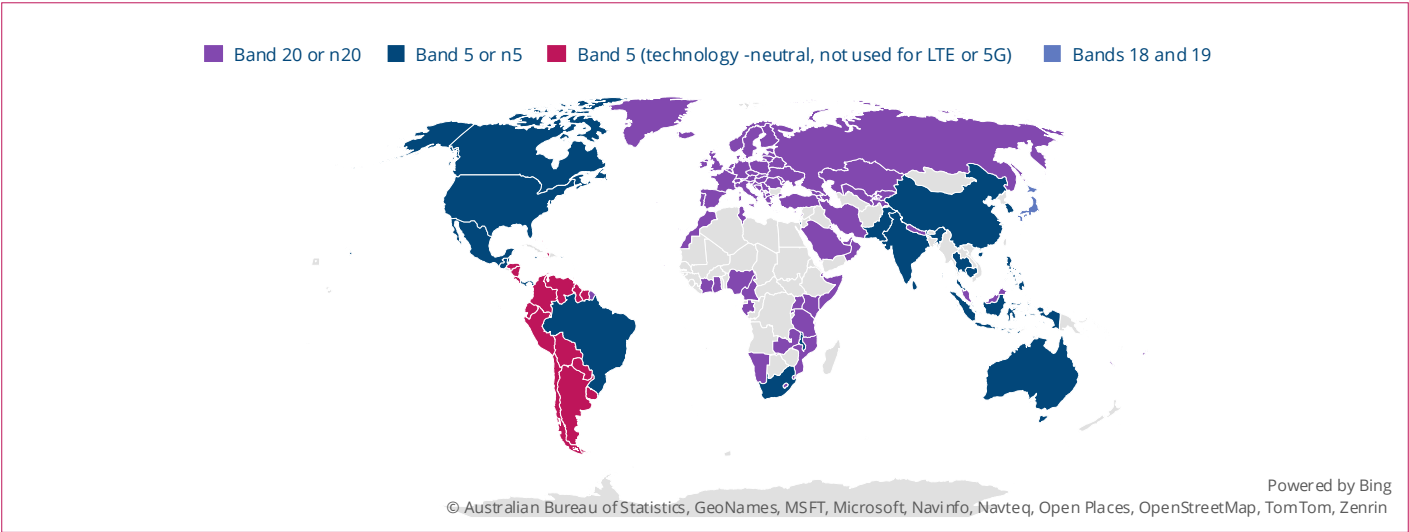 Band 20 or n20 Band 5 or n5 Band 5 (technology -neutral, not used for LTE or 5G) Bands 18 and 19
Powered by Bing
© Australian Bureau of Statistics, GeoNames, MSFT, Microsoft, Navinfo, Navteq, Open Places, OpenStreetMap, TomTom, Zenrin